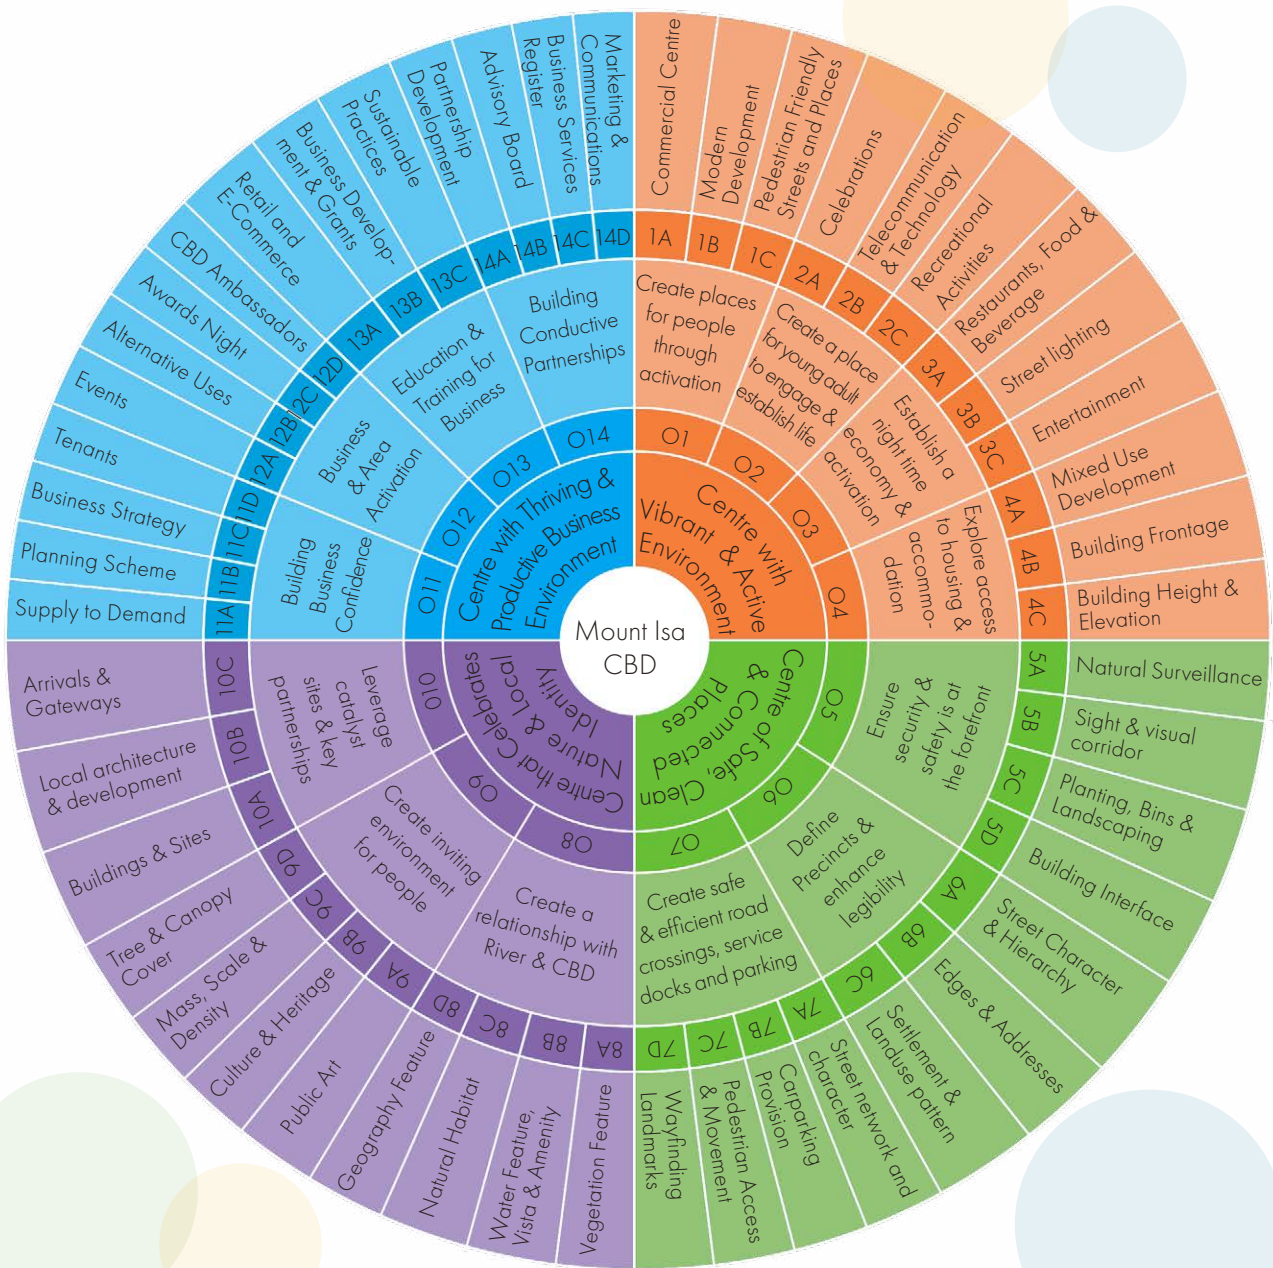 Mount Isa
CBD
Centre with
Vibrant & Active
Environment
O1
O2
O3
O4
Create places
for people
through
activation
Create a place
for young adult
to engage &
establish life
Establish a
night time
economy &
activation
Explore access
to housing &
accommo-
dation
1A
1B
1C
2A
2B
2C
3A
3B
3C
4A
4B
4C
Commercial Centre
Modern
Development
Pedestrian Friendly
Streets and Places
Celebrations
Telecommunication
& Technology
Recreational
Activities
Restaurants, Food &
Beverage
Street lighting
Entertainment
Mixed Use
Development
Building Frontage
Building Height &
Elevation
Centre of Safe, Clean
& Connected
Places
O5
O6
O7
Ensure
security &
safety is at
the forefront
Define
Precincts &
enhance
legibility
Create safe
& efficient road
crossings, service
docks and parking
5A
5B
5C
5D
6A
6B
6C
7A
7B
7C
7D
Natural Surveillance
Sight & visual
corridor
Planting, Bins &
Landscaping
Building Interface
Street Character
& Hierarchy
Edges & Addresses
Settlement &
Landuse pattern
Street network and
character
Carparking
Provision
Pedestrian Access
& Movement
Wayfinding
Landmarks
Centre that Celebrates
Nature & Local
Identity
O8
O9
O10
Create a
relationship with
River & CBD
Create inviting
environment
for people
Leverage
catalyst
sites & key
partnerships
8A
8B
8C
8D
9A
9B
9C
9D
10A
10B
10C
Vegetation Feature
Water Feature,
Vista & Amenity
Natural Habitat
Geography Feature
Public Art
Culture & Heritage
Mass, Scale &
Density
Tree & Canopy
Cover
Buildings & Sites
Local architecture
& development
Arrivals &
Gateways
Centre with Thriving &
Productive Business
Environment
O11
O12
O13
O14
Building
Business
Confidence
Business
& Area
Activation
Education &
Training for
Business
Building
Conductive
Partnerships
11A
11B
11C
11D
12A
12B
12C
12D
13A
13B
13C
14A
14B
14C
14D
Supply to Demand
Planning Scheme
Business Strategy
Tenants
Events
Alternative Uses
Awards Night
CBD Ambassadors
Retail and
E-Commerce
Business Develop-
ment & Grants
Sustainable
Practices
Partnership
Development
Advisory Board
Business Services
Register
Marketing &
Communications